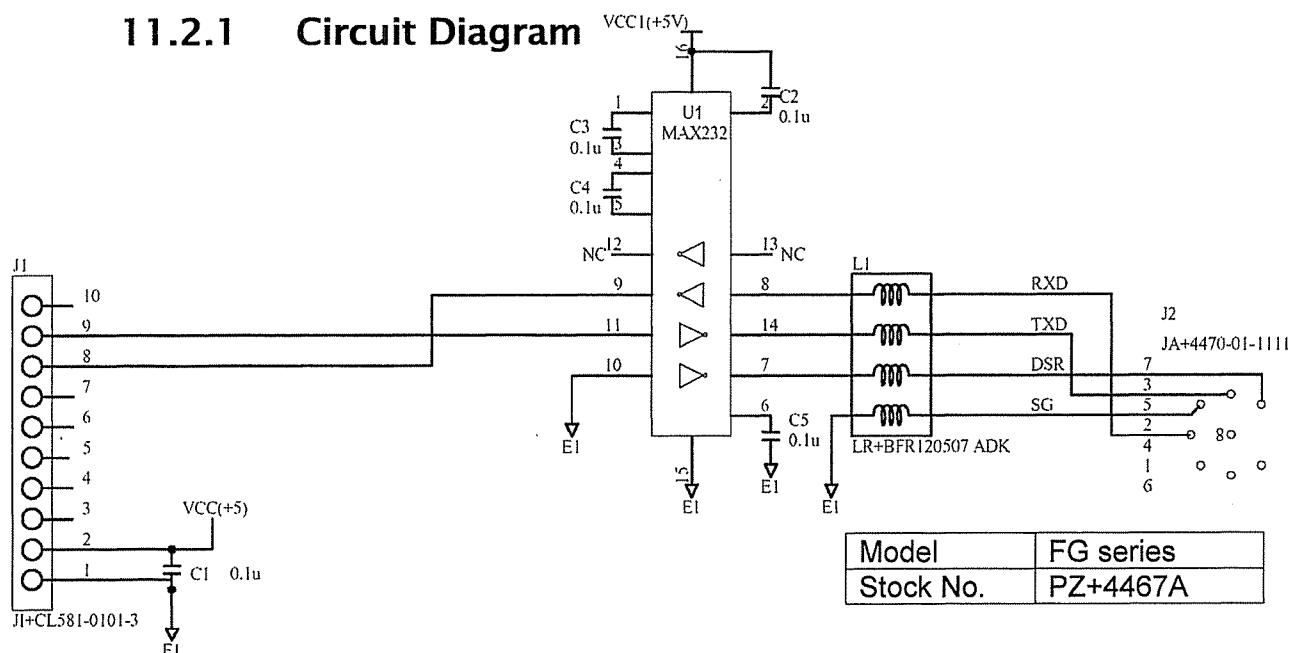 11.2.1 Circuit Diagram
VCC1(+5V)
16
1
U1
MAX232
2
C2
0.1u
C3
0.1u
3
4
C4
0.1u
5
NC 12
13 NC
J1
10
9
8
7
6
5
4
3
2
1
VCC(+5)
C1 0.1u
E1
JI+CL581-0101-3
9
8
11
14
10
7
E1
6
C5
0.1u
E1
15
E1
L1
LR+BFR120507 ADK
E1
RXD
TXD
DSR
SG
J2
JA+4470-01-1111
7
3
5
2
4
1
6
8
Model FG series
Stock No. PZ+4467A